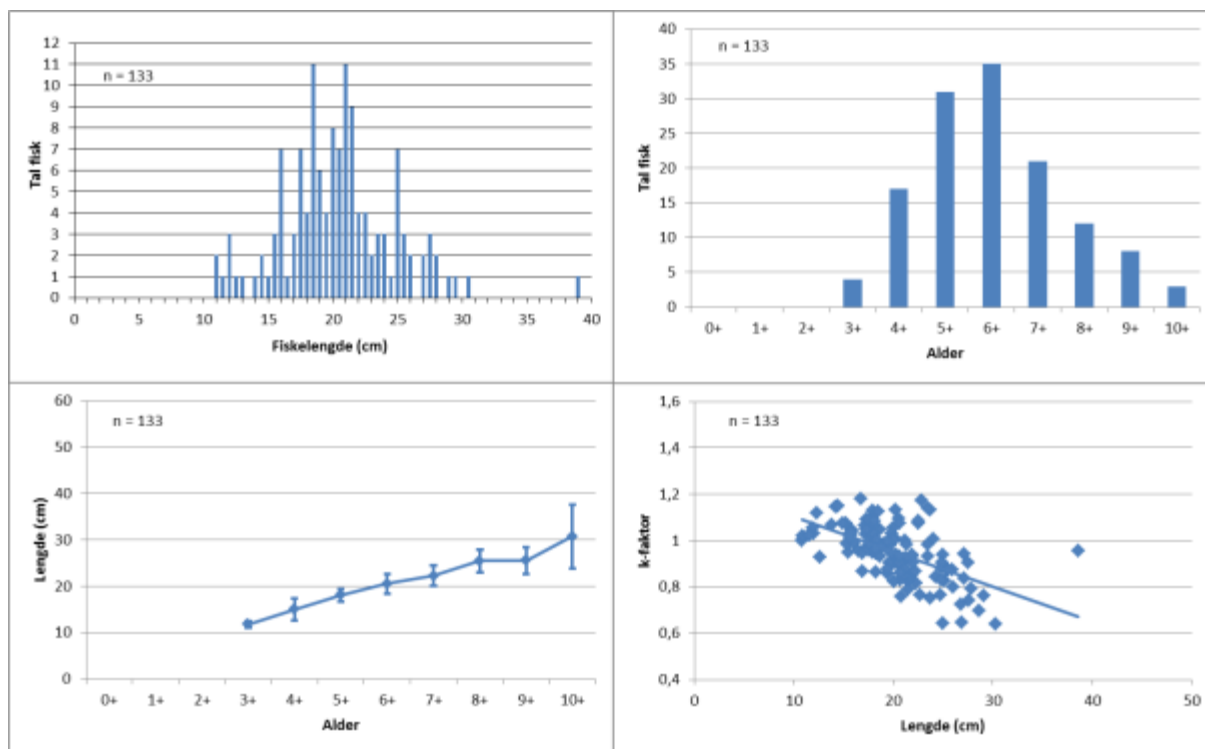 12
11
10
9
8
7
6
5
4
3
2
1
0
n = 133
Tal fisk
0 5 10 15 20 25 30 35 40
Fiskelengde (cm)
40
35
30
25
20
15
10
5
0
n = 133
Tal fisk
0+ 1+ 2+ 3+ 4+ 5+ 6+ 7+ 8+ 9+ 10+
Alder
60
50
40
30
20
10
0
n = 133
Lengde (cm)
0+ 1+ 2+ 3+ 4+ 5+ 6+ 7+ 8+ 9+ 10+
Alder
1,6
1,4
1,2
1
0,8
0,6
0,4
n = 133
k-faktor
0 10 20 30 40 50
Lengde (cm)